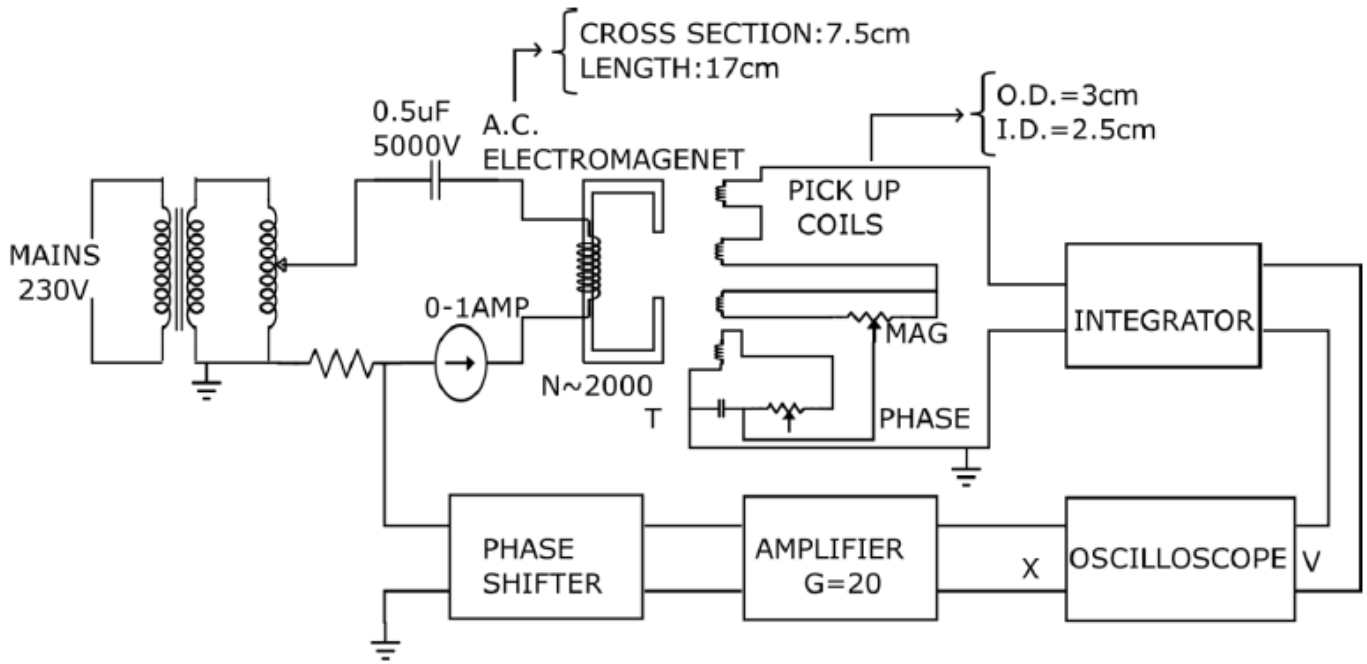 CROSS SECTION:7.5cm
LENGTH:17cm
0.5uF
5000V
A.C.
ELECTROMAGENET
O.D.=3cm
I.D.=2.5cm
PICK UP
COILS
MAINS
230V
0-1AMP
N~2000
T
MAG
PHASE
INTEGRATOR
PHASE
SHIFTER
AMPLIFIER
G=20
X
OSCILLOSCOPE
V